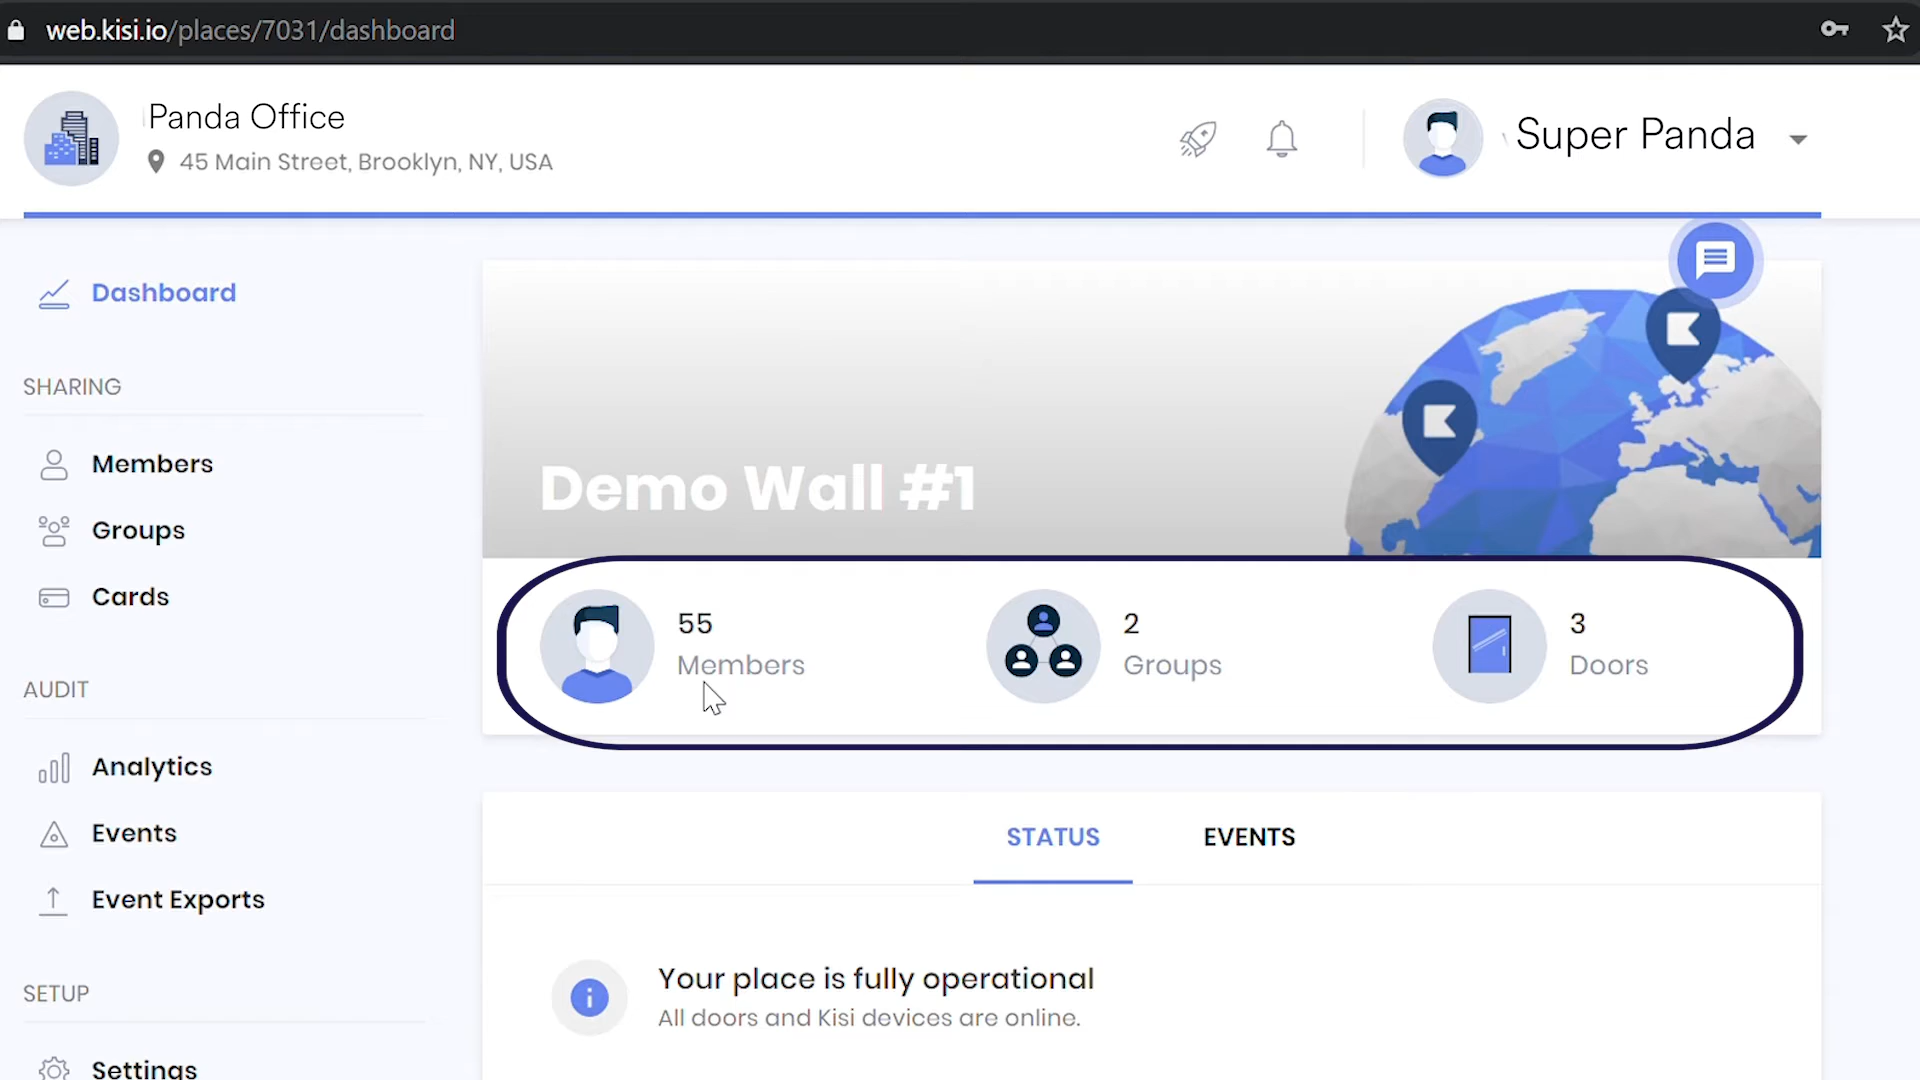 web.kisi.io/places/7031/dashboard
Panda Office
45 Main Street, Brooklyn, NY, USA
Super Panda
Dashboard
SHARING
Members
Groups
Cards
AUDIT
Analytics
Events
Event Exports
SETUP
Settings
Demo Wall #1
55
Members
2
Groups
3
Doors
STATUS
EVENTS
Your place is fully operational
All doors and Kisi devices are online.